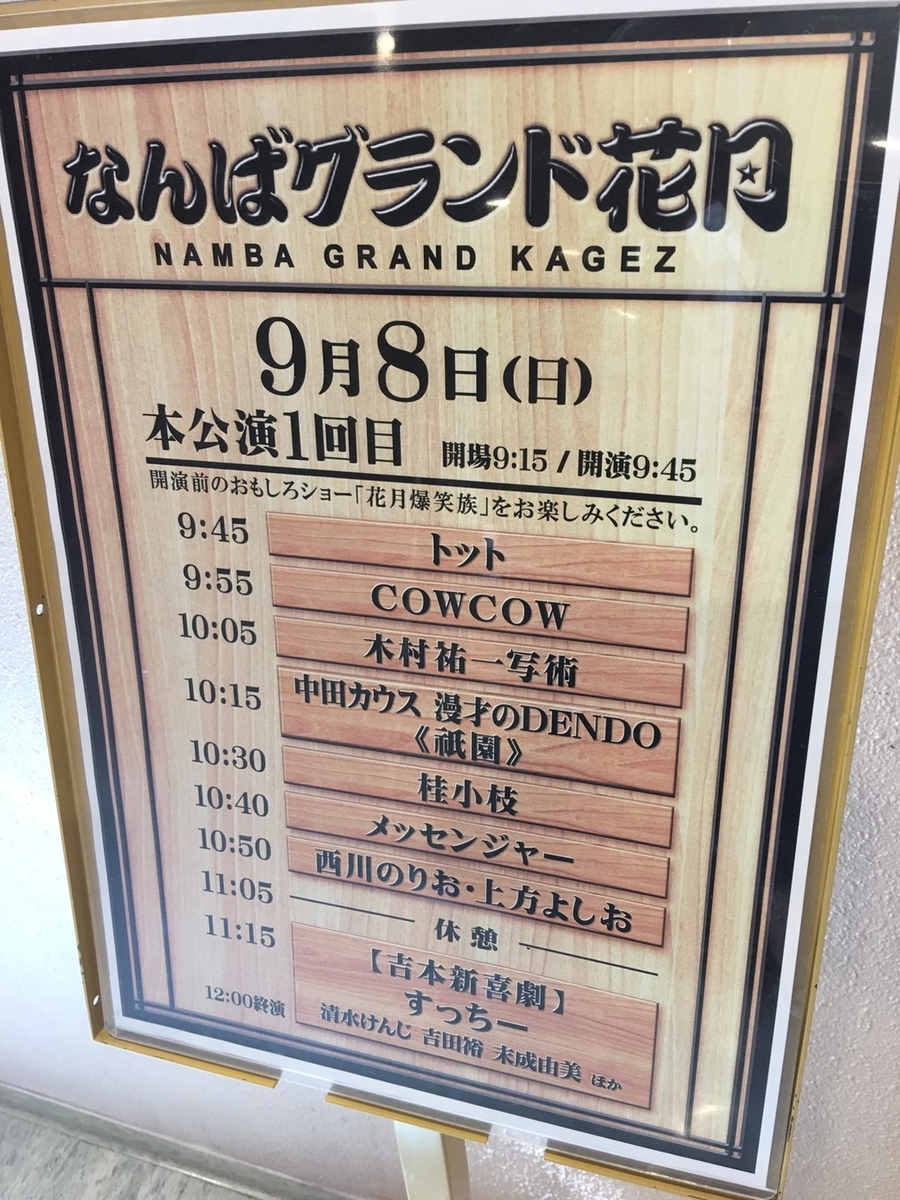 なんばグランド花月
NAMBA GRAND KAGEZ
9月8日(日)
本公演1回目 開場9:15 / 開演9:45
開演前のおもしろショー「花月爆笑族」をお楽しみください。
9:45 トット
9:55 COWCOW
10:05 木村祐一写術
10:15 中田カウス 漫才のDENDO
《祇園》
10:30 桂小枝
10:40 メッセンジャー
10:50 西川のりお・上方よしお
11:05 休憩
11:15 【吉本新喜劇】
すっちー
12:00終演 清水けんじ 吉田裕 末成由美 ほか